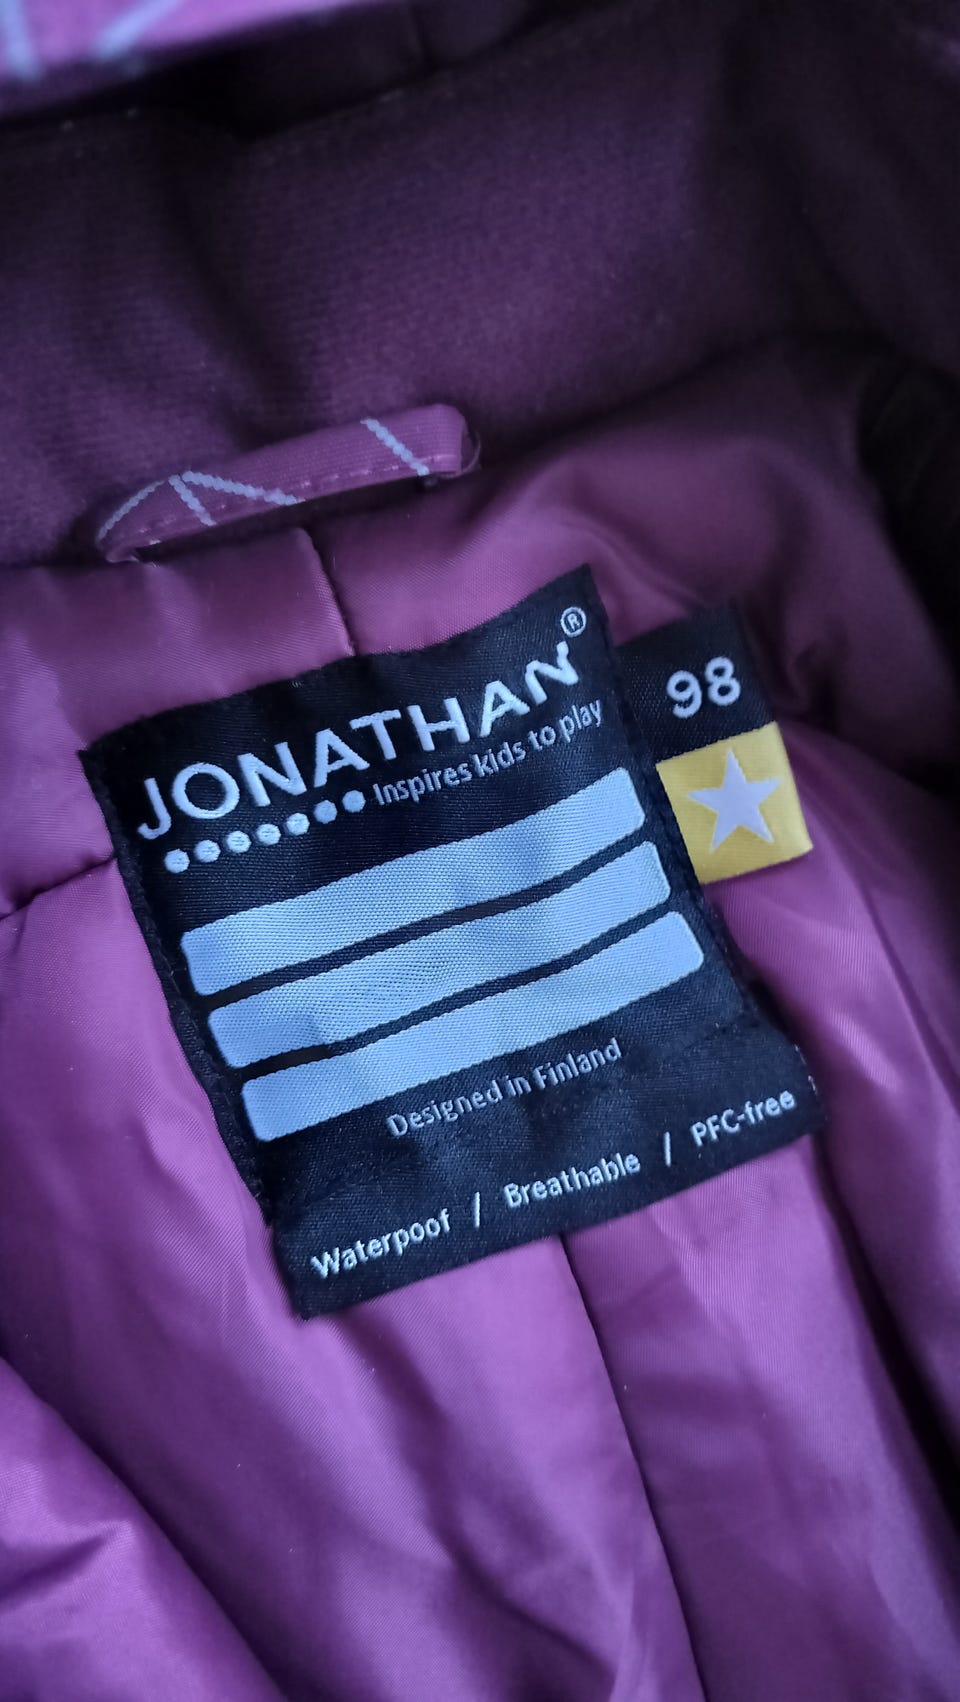 JONATHAN®
Inspires kids to play
98
Designed in Finland
Waterpoof / Breathable / PFC-free